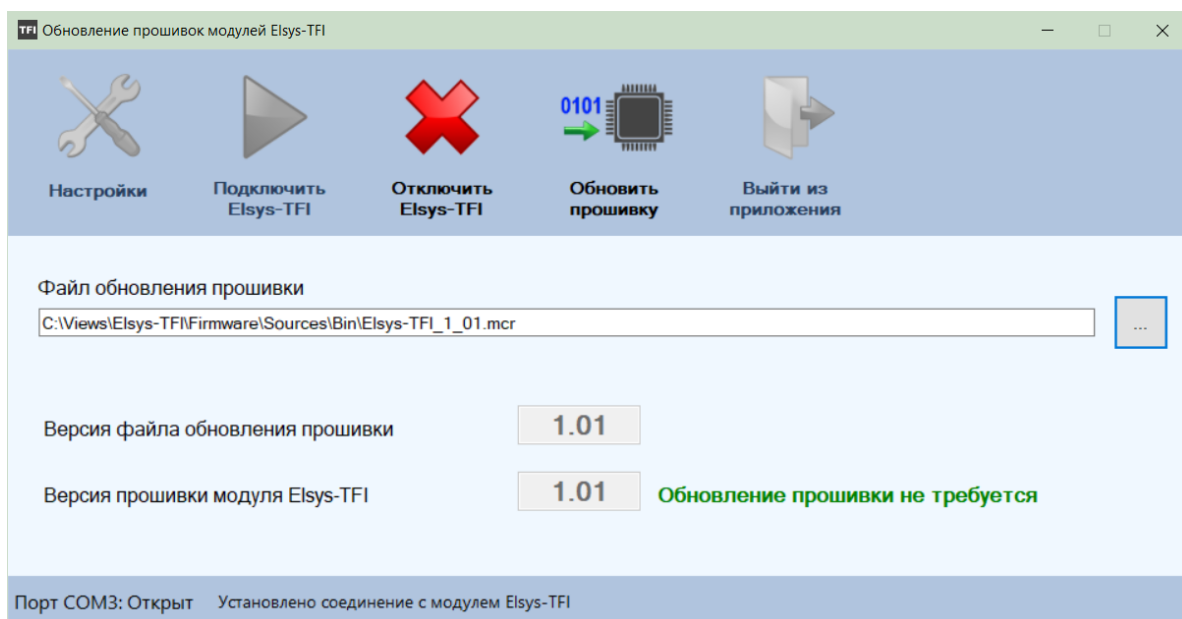 TFI Обновление прошивок модулей Elsys-TFI
0101
Настройки
Подключить
Elsys-TFI
Отключить
Elsys-TFI
Обновить
прошивку
Выйти из
приложения
Файл обновления прошивки
C:\Views\Elsys-TFI\Firmware\Sources\Bin\Elsys-TFI_1_01.mcr
...
Версия файла обновления прошивки 1.01
Версия прошивки модуля Elsys-TFI 1.01 Обновление прошивки не требуется
Порт COM3: Открыт Установлено соединение с модулем Elsys-TFI